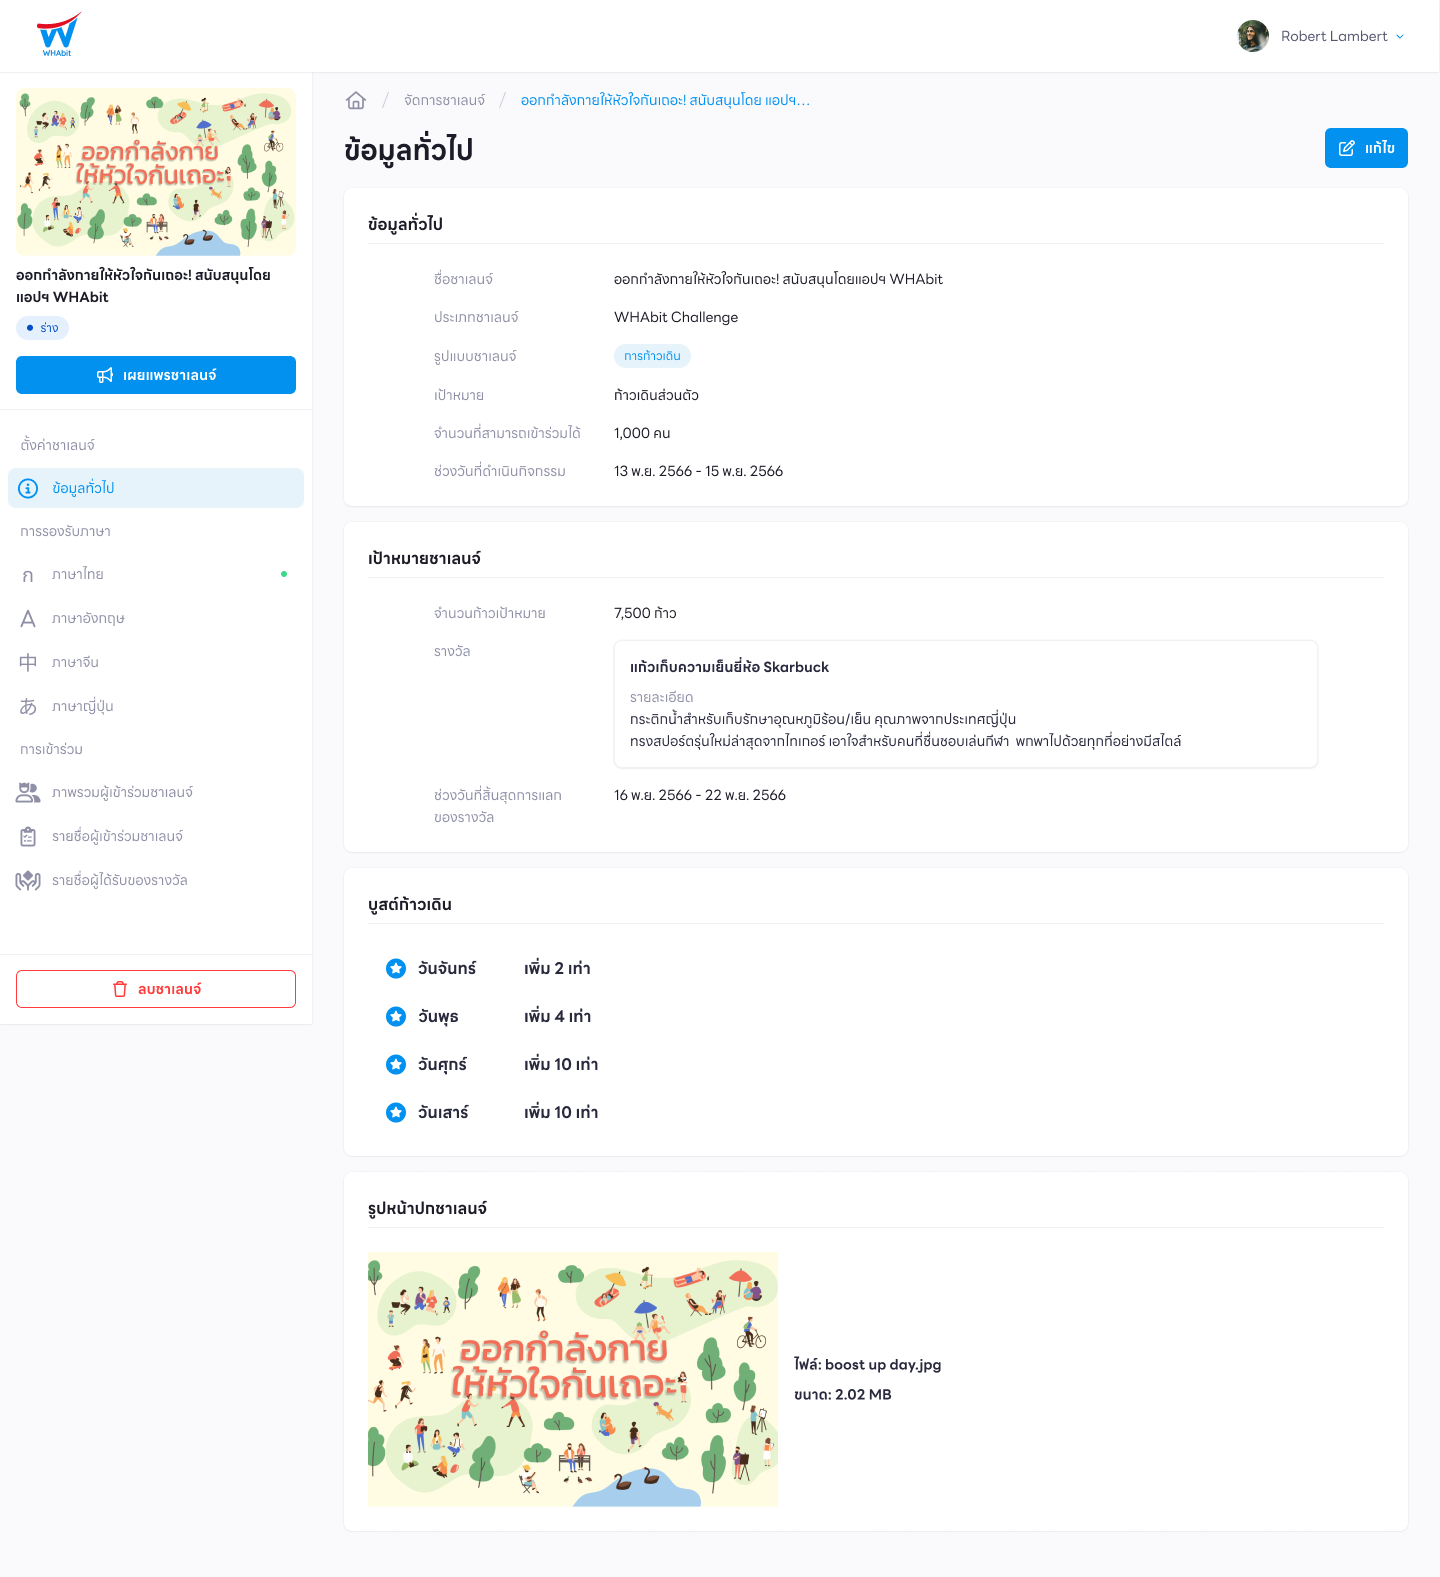 WHAbit
Robert Lambert
ออกกำลังกาย
ให้หัวใจกันเถอะ
ออกกำลังกายให้หัวใจกันเถอะ! สนับสนุนโดย
แอปฯ WHAbit
ร่าง
เผยแพรชาเลนจ์
ตั้งค่าชาเลนจ์
ข้อมูลทั่วไป
การรองรับภาษา
ก ภาษาไทย
A ภาษาอังกฤษ
中 ภาษาจีน
あ ภาษาญี่ปุ่น
การเข้าร่วม
ภาพรวมผู้เข้าร่วมชาเลนจ์
รายชื่อผู้เข้าร่วมชาเลนจ์
รายชื่อผู้ได้รับของรางวัล
ลบชาเลนจ์
/ จัดการชาเลนจ์ / ออกกำลังกายให้หัวใจกันเถอะ! สนับสนุนโดย แอปฯ...
ข้อมูลทั่วไป
แก้ไข
ข้อมูลทั่วไป
ชื่อชาเลนจ์ ออกกำลังกายให้หัวใจกันเถอะ! สนับสนุนโดยแอปฯ WHAbit
ประเภทชาเลนจ์ WHAbit Challenge
รูปแบบชาเลนจ์ การก้าวเดิน
เป้าหมาย ก้าวเดินส่วนตัว
จำนวนที่สามารถเข้าร่วมได้ 1,000 คน
ช่วงวันที่ดำเนินกิจกรรม 13 พ.ย. 2566 - 15 พ.ย. 2566
เป้าหมายชาเลนจ์
จำนวนก้าวเป้าหมาย 7,500 ก้าว
รางวัล
แก้วเก็บความเย็นยี่ห้อ Skarbuck
รายละเอียด
กระติกน้ำสำหรับเก็บรักษาอุณหภูมิร้อน/เย็น คุณภาพจากประเทศญี่ปุ่น
ทรงสปอร์ตรุ่นใหม่ล่าสุดจากไทเกอร์ เอาใจสำหรับคนที่ชื่นชอบเล่นกีฬา พกพาไปด้วยทุกที่อย่างมีสไตล์
ช่วงวันที่สิ้นสุดการแลก 16 พ.ย. 2566 - 22 พ.ย. 2566
ของรางวัล
บูสต์ก้าวเดิน
วันจันทร์ เพิ่ม 2 เท่า
วันพุธ เพิ่ม 4 เท่า
วันศุกร์ เพิ่ม 10 เท่า
วันเสาร์ เพิ่ม 10 เท่า
รูปหน้าปกชาเลนจ์
ออกกำลังกาย
ให้หัวใจกันเถอะ
ไฟล์: boost up day.jpg
ขนาด: 2.02 MB